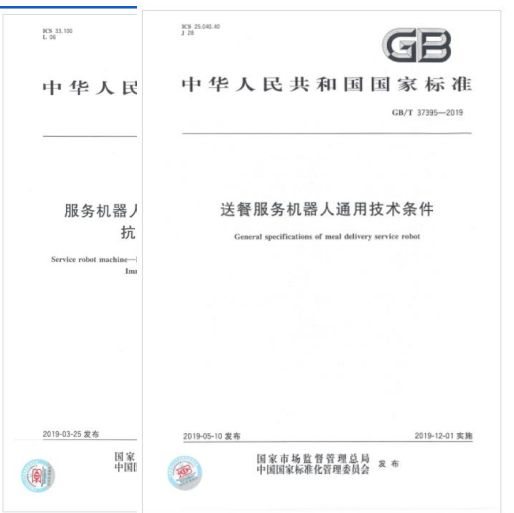 ICS 33.100
L 06
中华人民
服务机器人
抗
Service robot machine—
Imm
2019-03-25 发布
国家
中国国
ICS 25.040.40
J 28
GB
中华人民共和国国家标准
GB/T 37395—2019
送餐服务机器人通用技术条件
General specifications of meal delivery service robot
2019-05-10 发布
2019-12-01 实施
国家市场监督管理总局
中国国家标准化管理委员会
发布